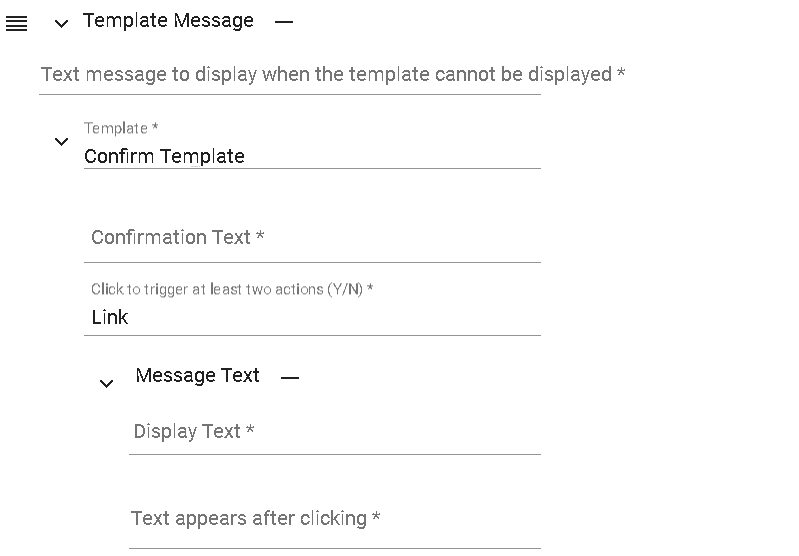 Template Message
Text message to display when the template cannot be displayed *
Template *
Confirm Template
Confirmation Text *
Click to trigger at least two actions (Y/N) *
Link
Message Text
Display Text *
Text appears after clicking *